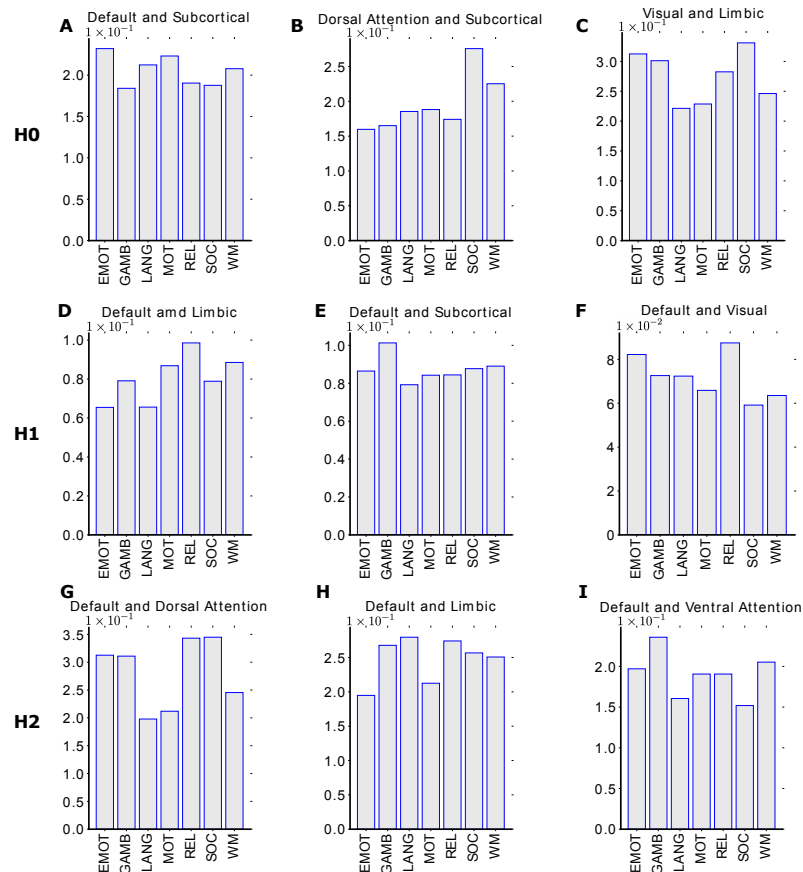 A Default and Subcortical
1 × 10⁻¹
2.0
1.5
1.0
0.5
0.0
EMOT GAMB LANG MOT REL SOC WM
B Dorsal Attention and Subcortical
1 × 10⁻¹
2.5
2.0
1.5
1.0
0.5
0.0
EMOT GAMB LANG MOT REL SOC WM
C Visual and Limbic
1 × 10⁻¹
3.0
2.0
1.0
0.0
EMOT GAMB LANG MOT REL SOC WM
H0
D Default amd Limbic
1 × 10⁻¹
1.0
0.8
0.6
0.4
0.2
0.0
EMOT GAMB LANG MOT REL SOC WM
E Default and Subcortical
1 × 10⁻¹
1.0
0.8
0.6
0.4
0.2
0.0
EMOT GAMB LANG MOT REL SOC WM
F Default and Visual
1 × 10⁻²
8
6
4
2
0
EMOT GAMB LANG MOT REL SOC WM
H1
G Default and Dorsal Attention
1 × 10⁻¹
3.5
3.0
2.5
2.0
1.5
1.0
0.5
0.0
EMOT GAMB LANG MOT REL SOC WM
H Default and Limbic
1 × 10⁻¹
2.5
2.0
1.5
1.0
0.5
0.0
EMOT GAMB LANG MOT REL SOC WM
I Default and Ventral Attention
1 × 10⁻¹
2.0
1.5
1.0
0.5
0.0
EMOT GAMB LANG MOT REL SOC WM
H2